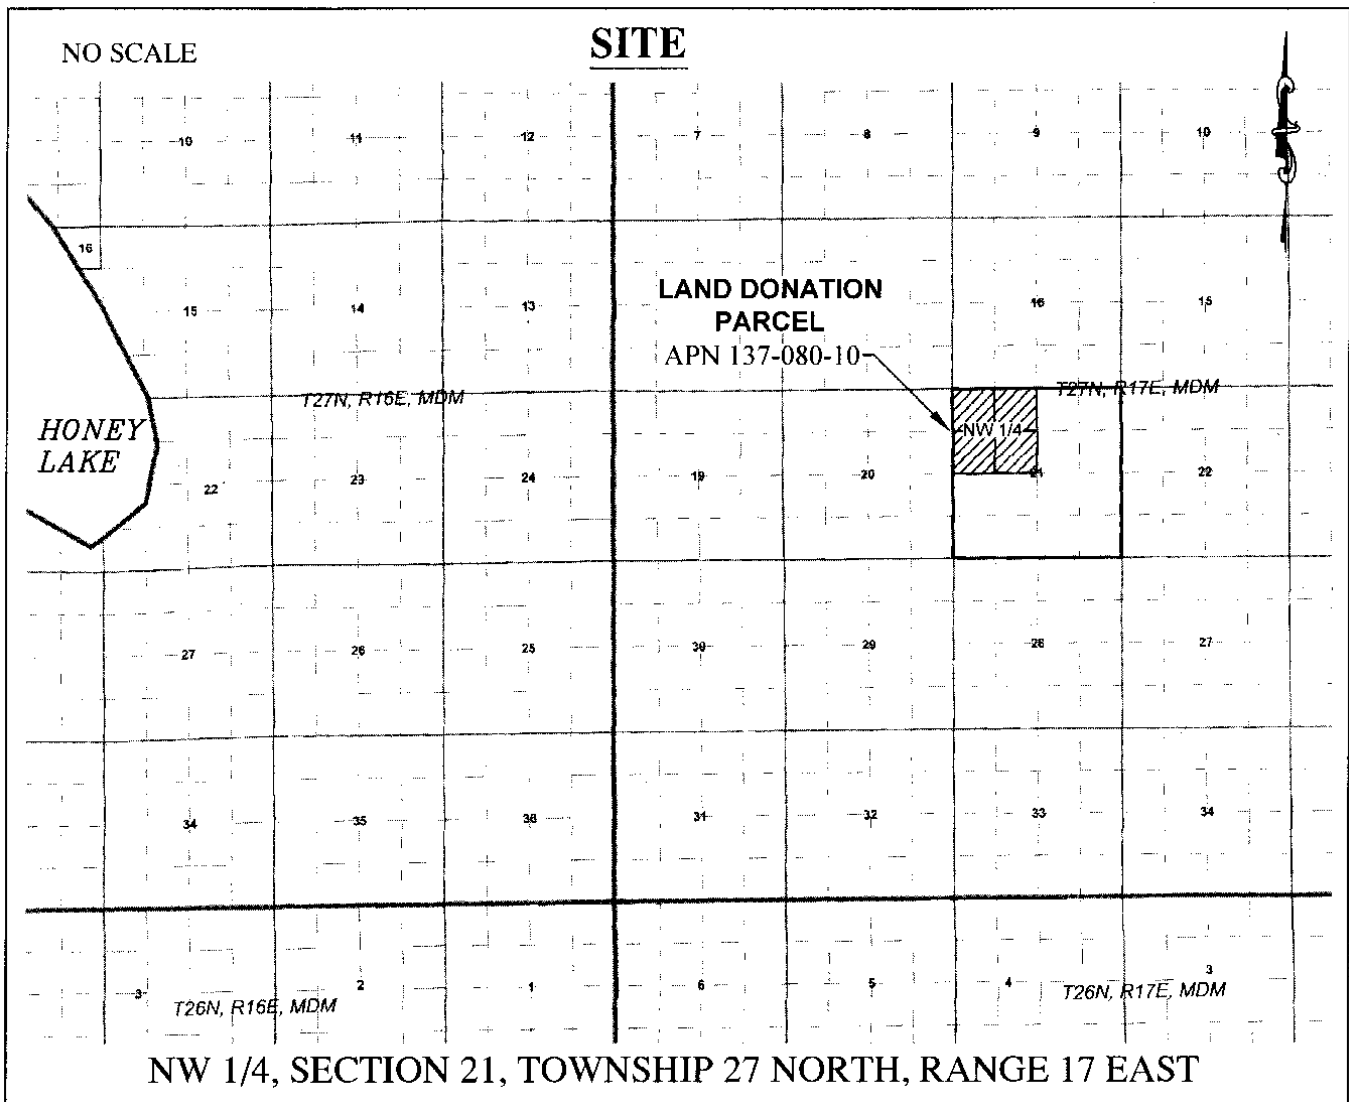 NO SCALE
SITE
10 11 12 7 8 9 10
16
15 14 13 16 15
LAND DONATION
PARCEL
APN 137-080-10
T27N, R16E, MDM
T27N, R17E, MDM
HONEY
LAKE
NW 1/4
22 23 24 19 20 21 22
27 26 25 30 29 28 27
34 35 36 31 32 33 34
3 2 1 6 5 4 3
T26N, R16E, MDM
T26N, R17E, MDM
NW 1/4, SECTION 21, TOWNSHIP 27 NORTH, RANGE 17 EAST